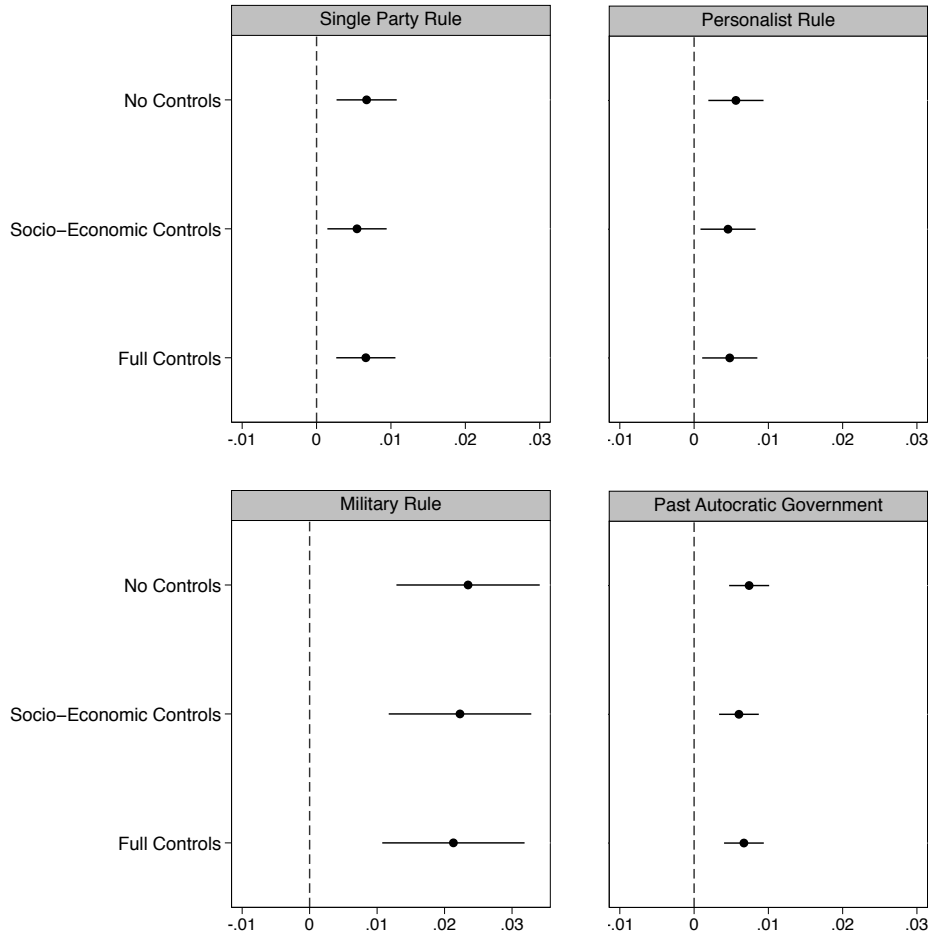 Single Party Rule
Personalist Rule
No Controls
Socio−Economic Controls
Full Controls
-.01 0 .01 .02 .03
-.01 0 .01 .02 .03
Military Rule
Past Autocratic Government
No Controls
Socio−Economic Controls
Full Controls
-.01 0 .01 .02 .03
-.01 0 .01 .02 .03